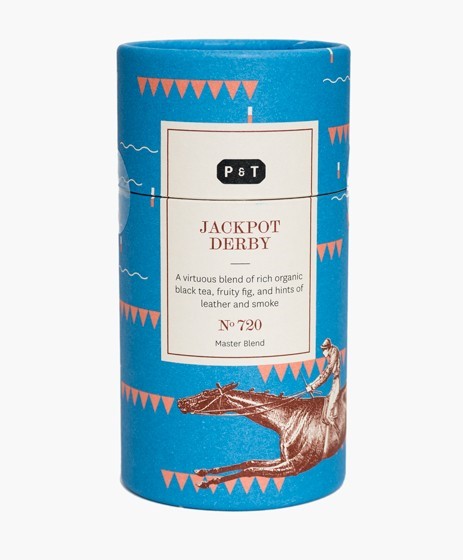 P & T
JACKPOT
DERBY
A virtuous blend of rich organic
black tea, fruity fig, and hints of
leather and smoke
Nº 720
Master Blend